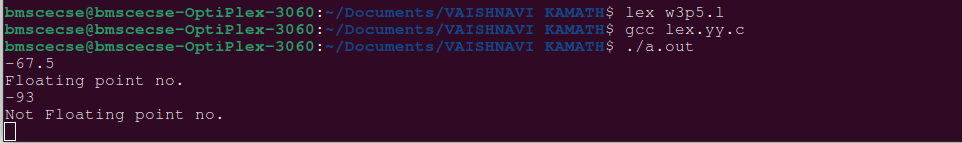 bmscecse@bmscecse-OptiPlex-3060:~/Documents/VAISHNAVI KAMATH$ lex w3p5.l
bmscecse@bmscecse-OptiPlex-3060:~/Documents/VAISHNAVI KAMATH$ gcc lex.yy.c
bmscecse@bmscecse-OptiPlex-3060:~/Documents/VAISHNAVI KAMATH$ ./a.out
-67.5
Floating point no.
-93
Not Floating point no.